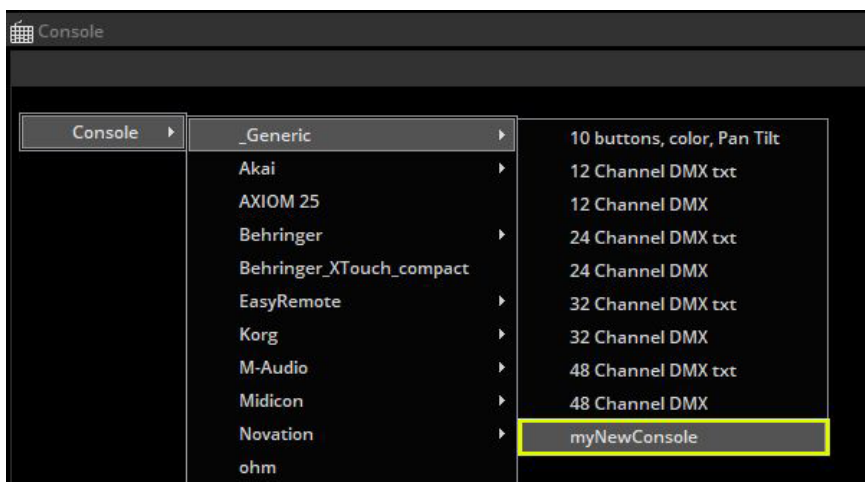 Console
Console
_Generic
Akai
AXIOM 25
Behringer
Behringer_XTouch_compact
EasyRemote
Korg
M-Audio
Midicon
Novation
ohm
10 buttons, color, Pan Tilt
12 Channel DMX txt
12 Channel DMX
24 Channel DMX txt
24 Channel DMX
32 Channel DMX txt
32 Channel DMX
48 Channel DMX txt
48 Channel DMX
myNewConsole